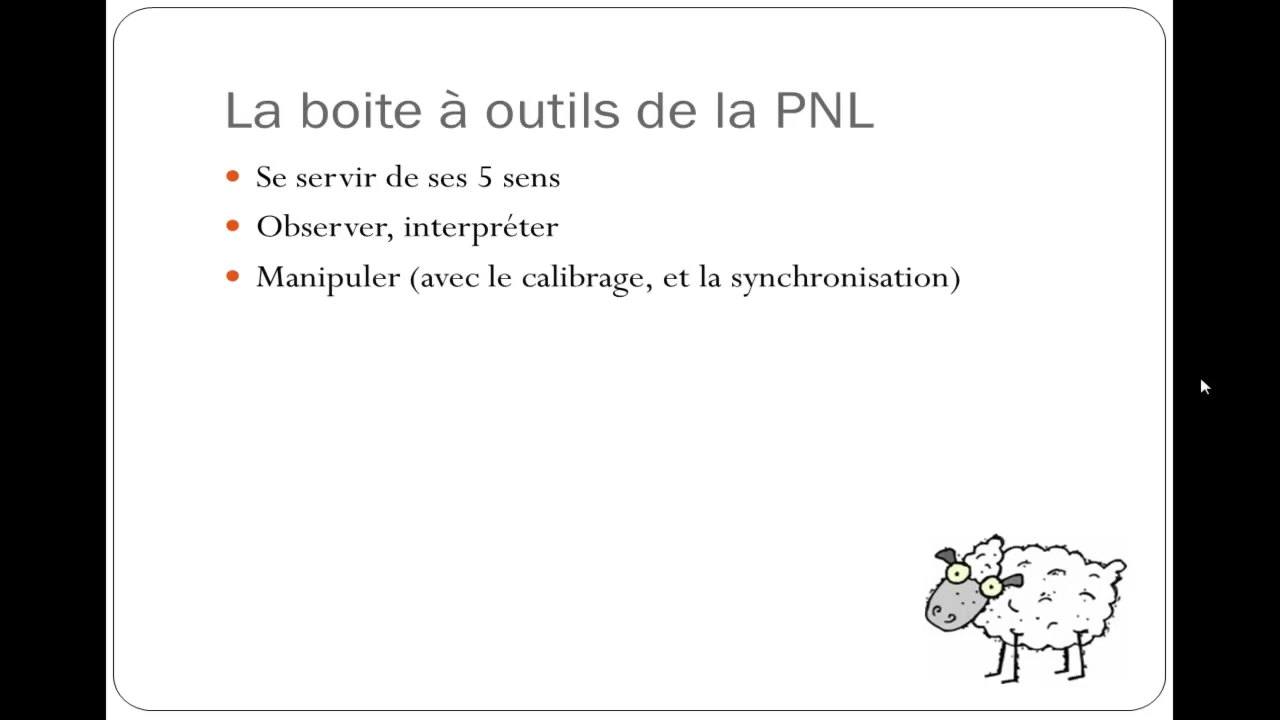 La boite à outils de la PNL
Se servir de ses 5 sens
Observer, interpréter
Manipuler (avec le calibrage, et la synchronisation)